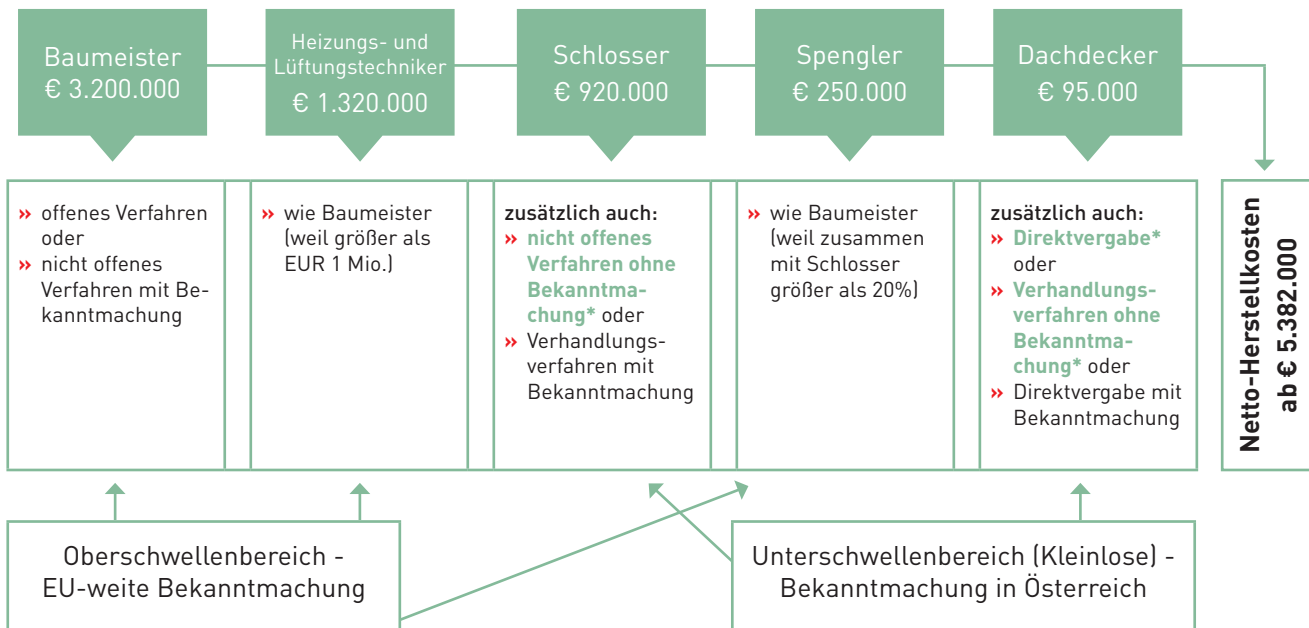 Baumeister
€ 3.200.000
Heizungs- und
Lüftungstechniker
€ 1.320.000
Schlosser
€ 920.000
Spengler
€ 250.000
Dachdecker
€ 95.000
» offenes Verfahren
oder
» nicht offenes
Verfahren mit Be-
kanntmachung
» wie Baumeister
(weil größer als
EUR 1 Mio.)
zusätzlich auch:
» nicht offenes
Verfahren ohne
Bekanntma-
chung* oder
» Verhandlungs-
verfahren mit
Bekanntmachung
» wie Baumeister
(weil zusammen
mit Schlosser
größer als 20%)
zusätzlich auch:
» Direktvergabe*
oder
» Verhandlungs-
verfahren ohne
Bekanntma-
chung* oder
» Direktvergabe mit
Bekanntmachung
Netto-Herstellkosten
ab € 5.382.000
Oberschwellenbereich -
EU-weite Bekanntmachung
Unterschwellenbereich (Kleinlose) -
Bekanntmachung in Österreich